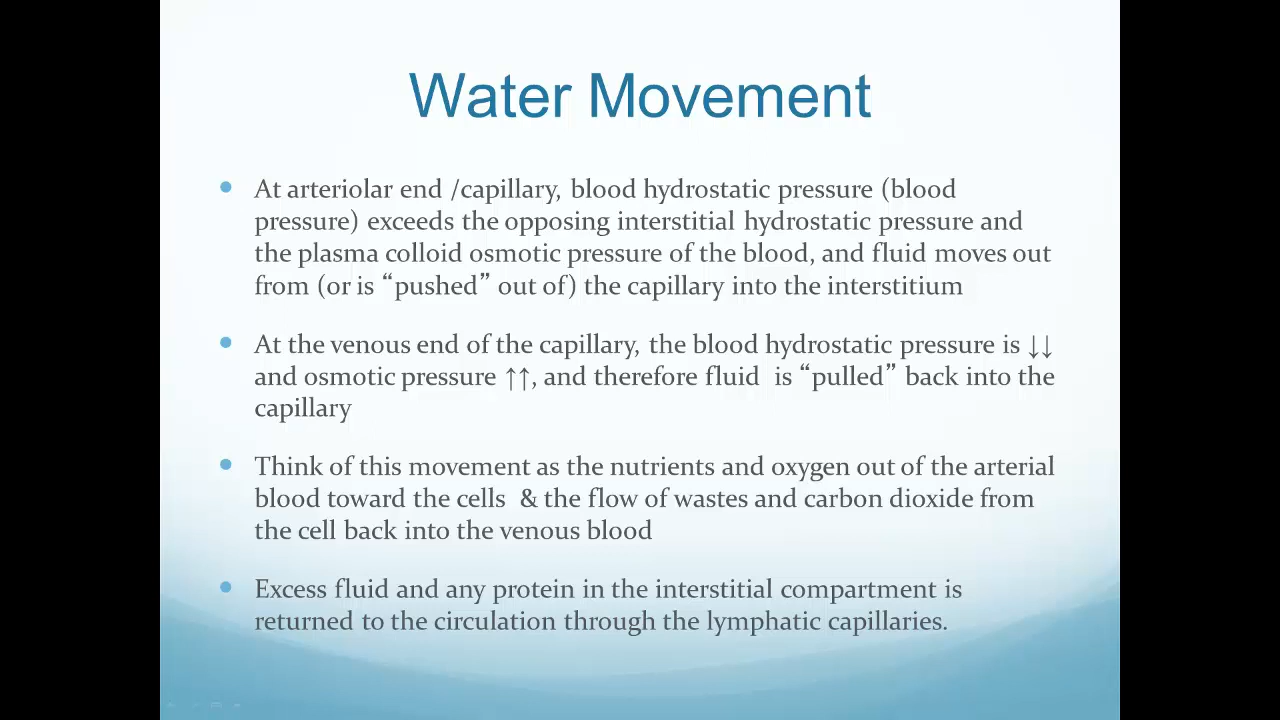 Water Movement
• At arteriolar end /capillary, blood hydrostatic pressure (blood
pressure) exceeds the opposing interstitial hydrostatic pressure and
the plasma colloid osmotic pressure of the blood, and fluid moves out
from (or is “pushed” out of) the capillary into the interstitium
• At the venous end of the capillary, the blood hydrostatic pressure is ↓↓
and osmotic pressure ↑↑, and therefore fluid  is “pulled” back into the
capillary
• Think of this movement as the nutrients and oxygen out of the arterial
blood toward the cells  & the flow of wastes and carbon dioxide from
the cell back into the venous blood
• Excess fluid and any protein in the interstitial compartment is
returned to the circulation through the lymphatic capillaries.